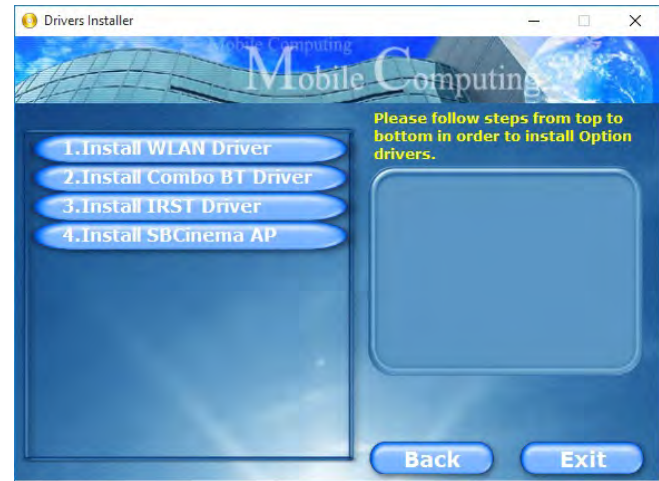 Drivers Installer
Mobile Computing
Mobile Computing
Please follow steps from top to
bottom in order to install Option
drivers.
1.Install WLAN Driver
2.Install Combo BT Driver
3.Install IRST Driver
4.Install SBCinema AP
Back
Exit